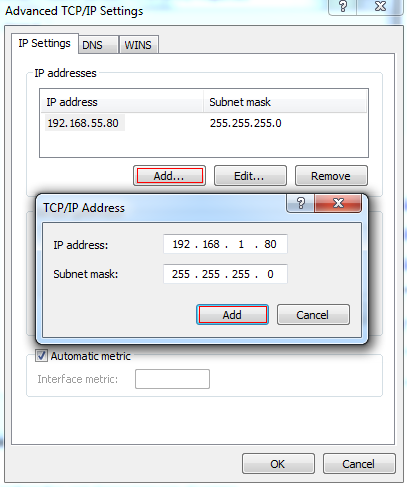 Advanced TCP/IP Settings
IP Settings DNS WINS
IP addresses
IP address Subnet mask
192.168.55.80 255.255.255.0
Add... Edit... Remove
TCP/IP Address
IP address: 192 . 168 . 1 . 80
Subnet mask: 255 . 255 . 255 . 0
Add Cancel
Automatic metric
Interface metric:
OK Cancel